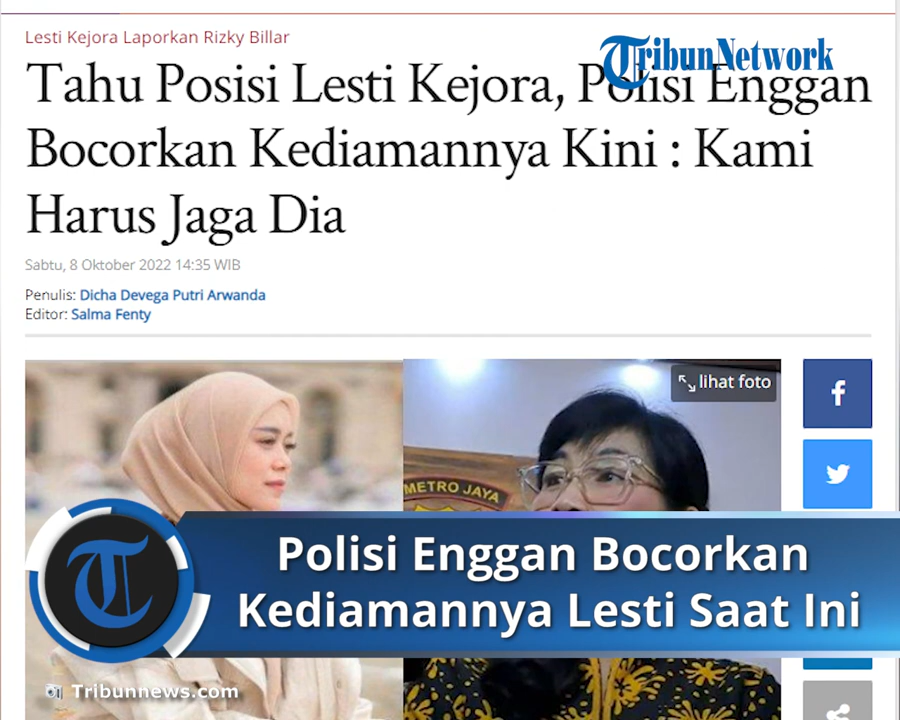 Lesti Kejora Laporkan Rizky Billar
TribunNetwork
Tahu Posisi Lesti Kejora, Polisi Enggan
Bocorkan Kediamannya Kini : Kami
Harus Jaga Dia
Sabtu, 8 Oktober 2022 14:35 WIB
Penulis: Dicha Devega Putri Arwanda
Editor: Salma Fenty
lihat foto
METRO JAYA
Polisi Enggan Bocorkan
Kediamannya Lesti Saat Ini
Tribunnews.com